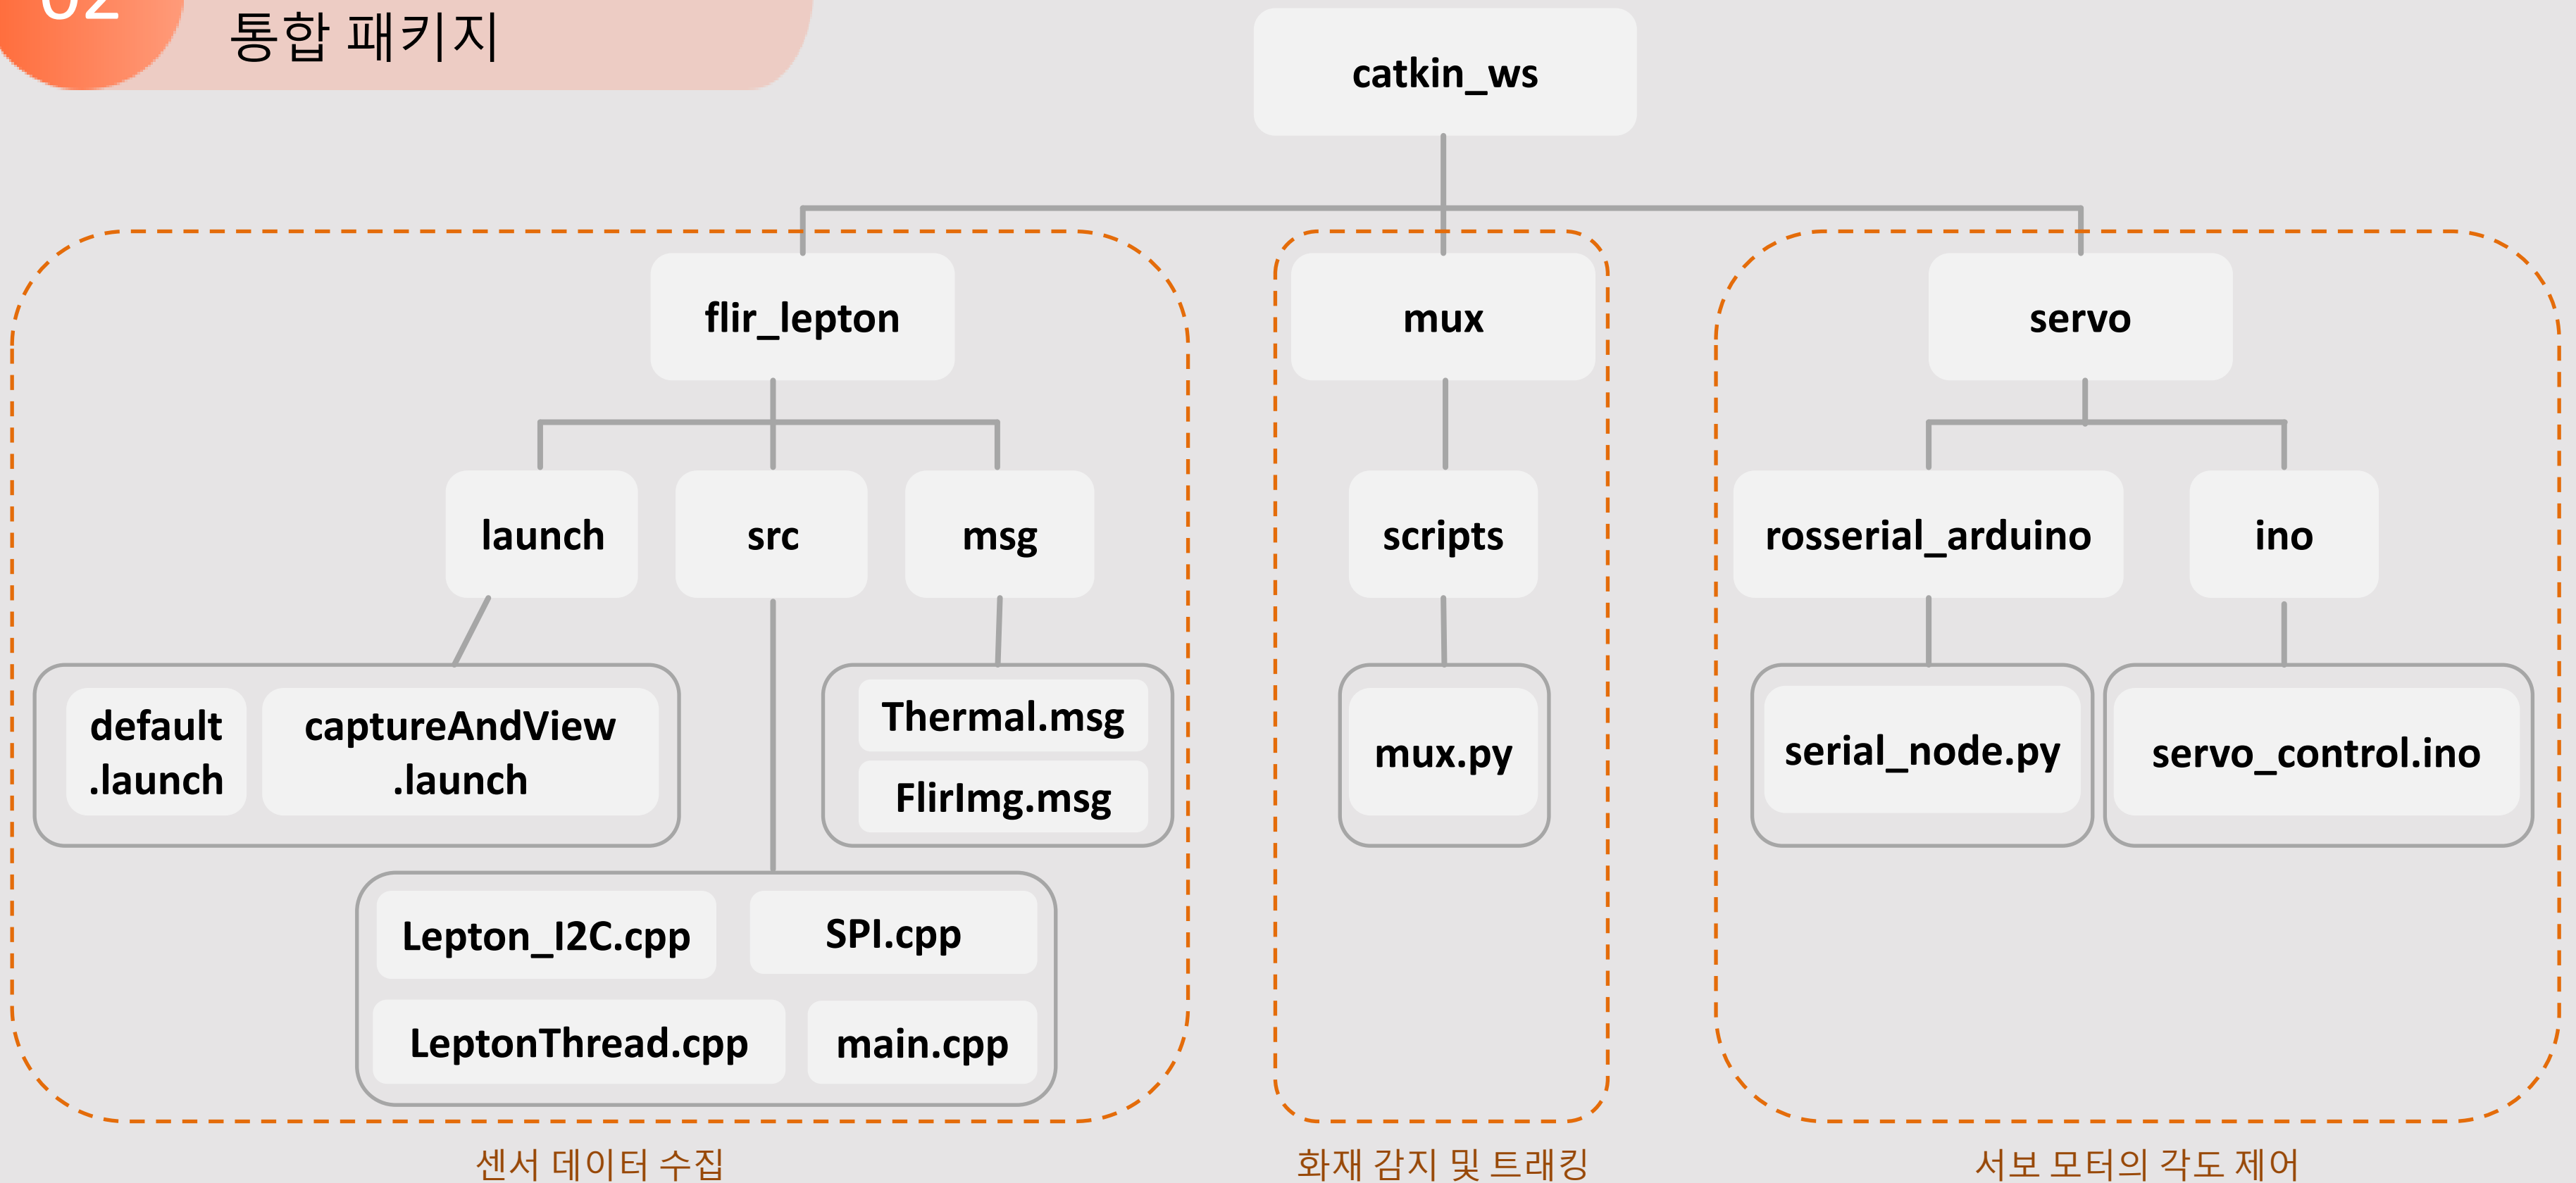 02
통합 패키지
catkin_ws
flir_lepton
mux
servo
launch
src
msg
scripts
rosserial_arduino
ino
default
.launch
captureAndView
.launch
Thermal.msg
FlirImg.msg
mux.py
serial_node.py
servo_control.ino
Lepton_I2C.cpp
SPI.cpp
LeptonThread.cpp
main.cpp
센서 데이터 수집
화재 감지 및 트래킹
서보 모터의 각도 제어